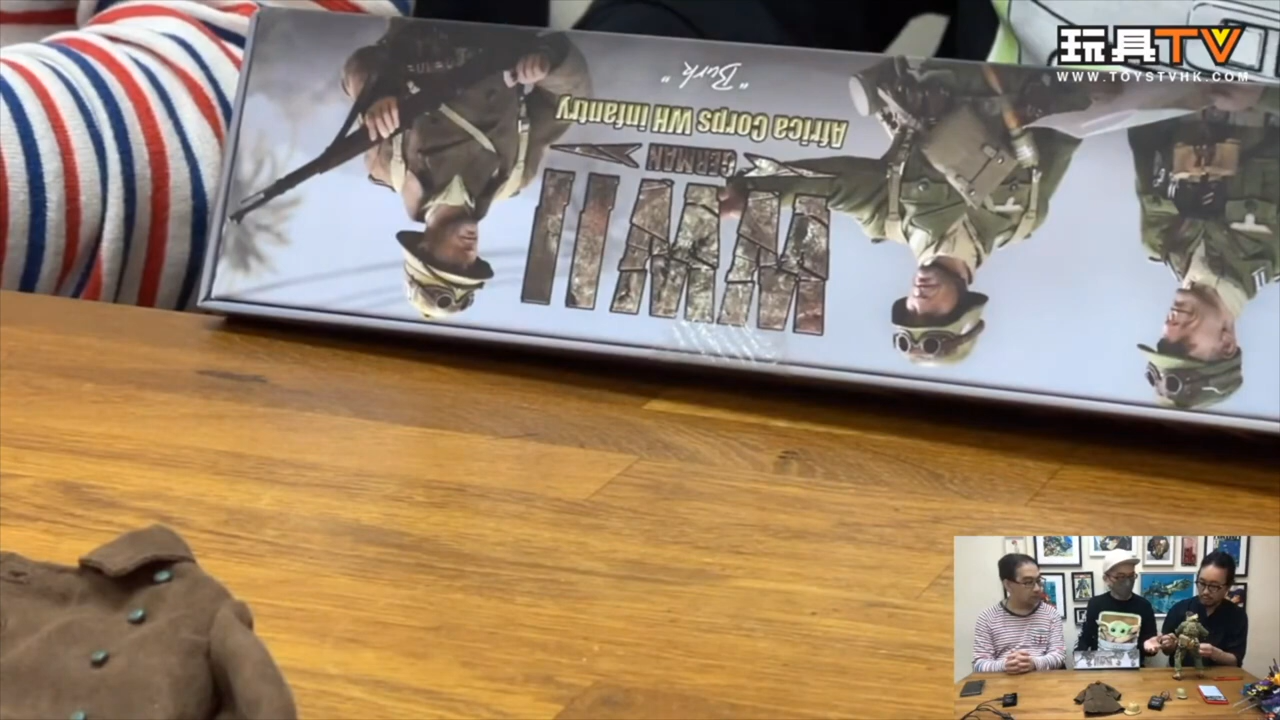 玩具TV
WWW.TOYSTVHK.COM
WWII
GERMAN
Africa Corps WH infantry
"Burk"